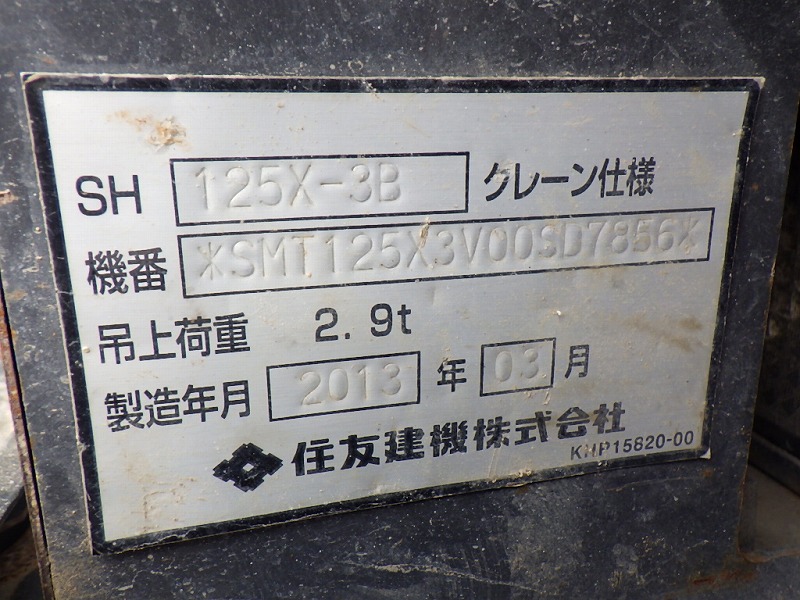 SH 125X-3B クレーン仕様
機番 *SMT125X3V00SD7856*
吊上荷重 2.9t
製造年月 2013 年 03 月
住友建機株式会社
KHP15820-00